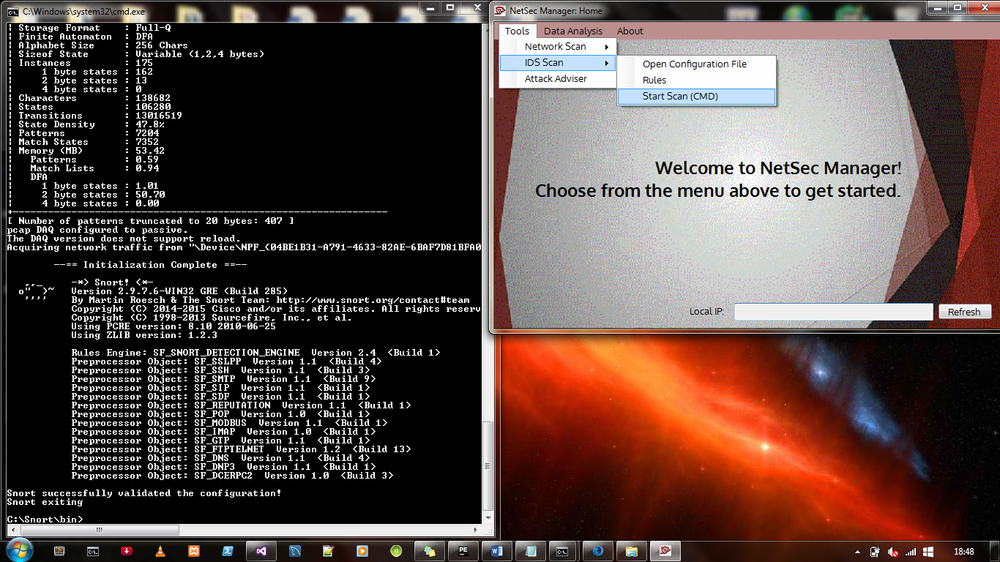 C:\Windows\system32\cmd.exe
| Storage Format : Full-Q
| Finite Automaton : DFA
| Alphabet Size : 256 Chars
| Sizeof State : Variable (1,2,4 bytes)
| Instances : 175
| 1 byte states : 162
| 2 byte states : 13
| 4 byte states : 0
| Characters : 138682
| States : 106280
| Transitions : 13016519
| State Density : 47.8%
| Patterns : 7204
| Match States : 7352
| Memory (MB) : 53.42
| Patterns : 0.59
| Match Lists : 0.94
| DFA
| 1 byte states : 1.01
| 2 byte states : 50.70
| 4 byte states : 0.00
+----------------------------------------------------------------
[ Number of patterns truncated to 20 bytes: 407 ]
pcap DAQ configured to passive.
The DAQ version does not support reload.
Acquiring network traffic from "\Device\NPF_{04BE1B31-A791-4633-82AE-6BAF7D81BFA0
--== Initialization Complete ==--
,,_ -*> Snort! <*-
o" )~ Version 2.9.7.6-WIN32 GRE (Build 285)
'''' By Martin Roesch & The Snort Team: http://www.snort.org/contact#team
Copyright (C) 2014-2015 Cisco and/or its affiliates. All rights reserv
Copyright (C) 1998-2013 Sourcefire, Inc., et al.
Using PCRE version: 8.10 2010-06-25
Using ZLIB version: 1.2.3
Rules Engine: SF_SNORT_DETECTION_ENGINE Version 2.4 <Build 1>
Preprocessor Object: SF_SSLPP Version 1.1 <Build 4>
Preprocessor Object: SF_SSH Version 1.1 <Build 3>
Preprocessor Object: SF_SMTP Version 1.1 <Build 9>
Preprocessor Object: SF_SIP Version 1.1 <Build 1>
Preprocessor Object: SF_SDF Version 1.1 <Build 1>
Preprocessor Object: SF_REPUTATION Version 1.1 <Build 1>
Preprocessor Object: SF_POP Version 1.0 <Build 1>
Preprocessor Object: SF_MODBUS Version 1.1 <Build 1>
Preprocessor Object: SF_IMAP Version 1.0 <Build 1>
Preprocessor Object: SF_GTP Version 1.1 <Build 1>
Preprocessor Object: SF_FTPTELNET Version 1.2 <Build 13>
Preprocessor Object: SF_DNS Version 1.1 <Build 4>
Preprocessor Object: SF_DNP3 Version 1.1 <Build 1>
Preprocessor Object: SF_DCERPC2 Version 1.0 <Build 3>
Snort successfully validated the configuration!
Snort exiting
C:\Snort\bin>
NetSec Manager: Home
Tools Data Analysis About
Network Scan
IDS Scan
Attack Adviser
Open Configuration File
Rules
Start Scan (CMD)
Welcome to NetSec Manager!
Choose from the menu above to get started.
Local IP:
Refresh
C:\.
PE
W
C:\.
18:48